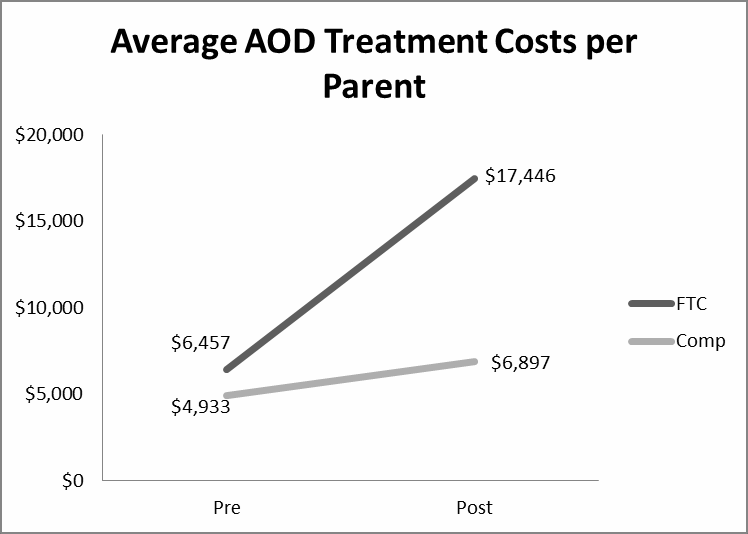 Average AOD Treatment Costs per
Parent
$20,000
$15,000
$10,000
$5,000
$0
$17,446
$6,457
$6,897
$4,933
FTC
Comp
Pre
Post